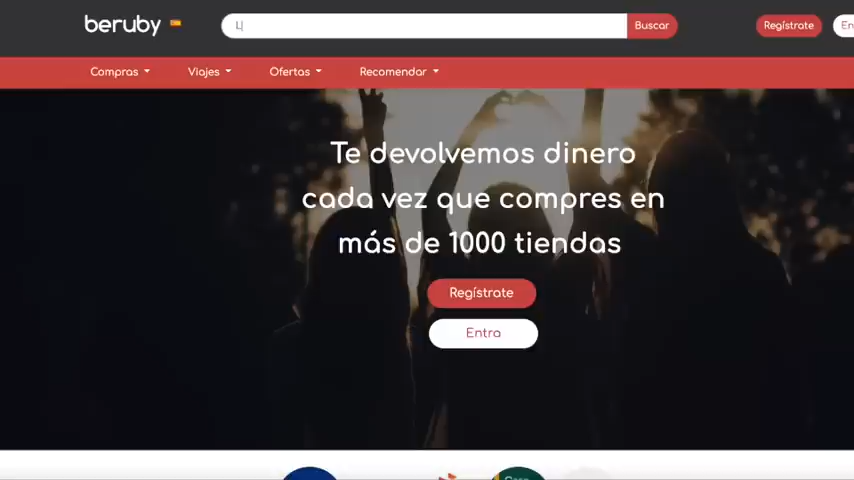 beruby
Buscar
Regístrate
En
Compras
Viajes
Ofertas
Recomendar
Te devolvemos dinero
cada vez que compres en
más de 1000 tiendas
Regístrate
Entra